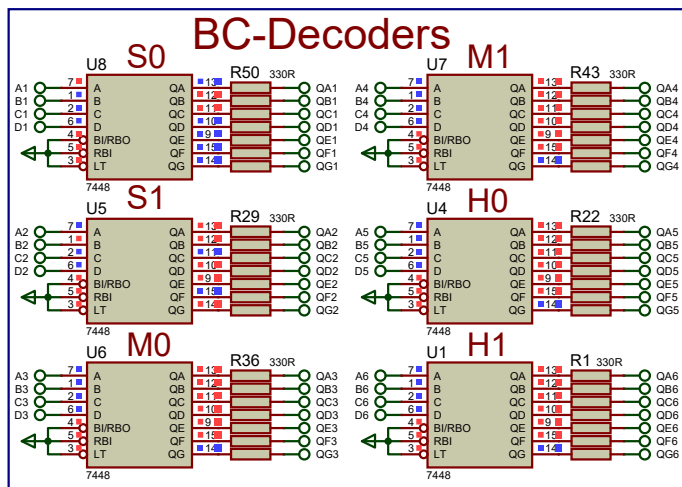 BC-Decoders
U8 S0
A1 7 A QA 13 R50 330R QA1
B1 1 B QB 12 QB1
C1 2 C QC 11 QC1
D1 6 D QD 10 QD1
4 BI/RBO QE 9 QE1
5 RBI QF 15 QF1
3 LT QG 14 QG1
7448
U7 M1
A4 7 A QA 13 R43 330R QA4
B4 1 B QB 12 QB4
C4 2 C QC 11 QC4
D4 6 D QD 10 QD4
4 BI/RBO QE 9 QE4
5 RBI QF 15 QF4
3 LT QG 14 QG4
7448
U5 S1
A2 7 A QA 13 R29 330R QA2
B2 1 B QB 12 QB2
C2 2 C QC 11 QC2
D2 6 D QD 10 QD2
4 BI/RBO QE 9 QE2
5 RBI QF 15 QF2
3 LT QG 14 QG2
7448
U4 H0
A5 7 A QA 13 R22 330R QA5
B5 1 B QB 12 QB5
C5 2 C QC 11 QC5
D5 6 D QD 10 QD5
4 BI/RBO QE 9 QE5
5 RBI QF 15 QF5
3 LT QG 14 QG5
7448
U6 M0
A3 7 A QA 13 R36 330R QA3
B3 1 B QB 12 QB3
C3 2 C QC 11 QC3
D3 6 D QD 10 QD3
4 BI/RBO QE 9 QE3
5 RBI QF 15 QF3
3 LT QG 14 QG3
7448
U1 H1
A6 7 A QA 13 R1 330R QA6
B6 1 B QB 12 QB6
C6 2 C QC 11 QC6
D6 6 D QD 10 QD6
4 BI/RBO QE 9 QE6
5 RBI QF 15 QF6
3 LT QG 14 QG6
7448